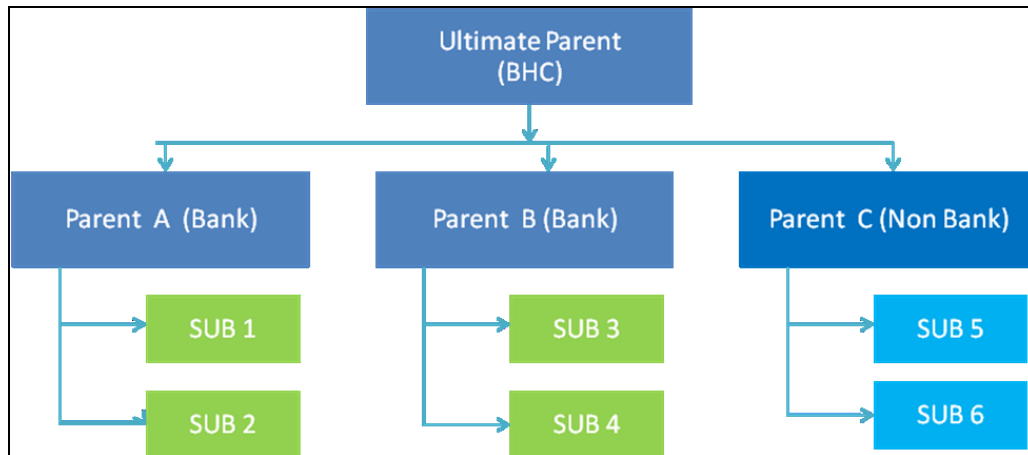 Ultimate Parent
(BHC)
Parent A (Bank)
Parent B (Bank)
Parent C (Non Bank)
SUB 1
SUB 3
SUB 5
SUB 2
SUB 4
SUB 6